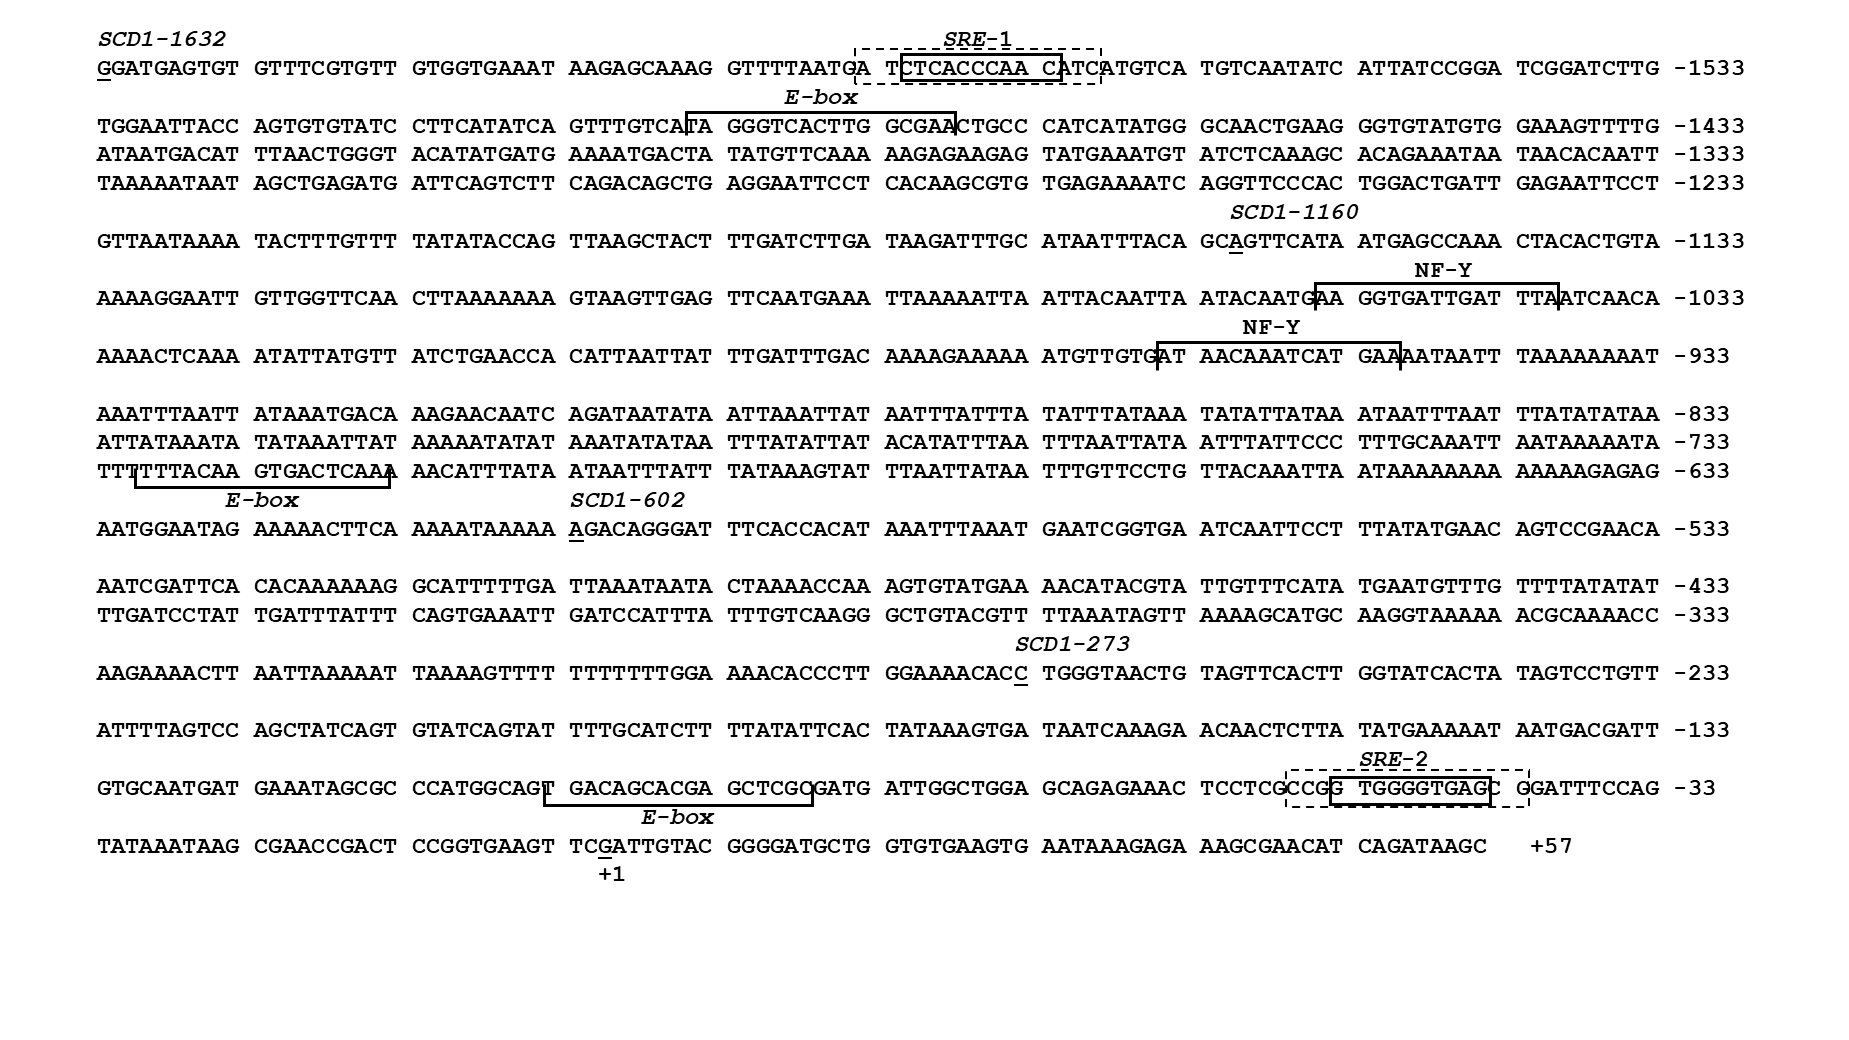 SCD1-1632 SRE-1
GGATGAGTGT GTTTCGTGTT GTGGTGAAAT AAGAGCAAAG GTTTTAATGA TCTCACCCAA CATCATGTCA TGTCAATATC ATTATCCGGA TCGGATCTTG -1533
E-box
TGGAATTACC AGTGTGTATC CTTCATATCA GTTTGTCATA GGGTCACTTG GCGAACTGCC CATCATATGG GCAACTGAAG GGTGTATGTG GAAAGTTTTG -1433
ATAATGACAT TTAACTGGGT ACATATGATG AAAATGACTA TATGTTCAAA AAGAGAAGAG TATGAAATGT ATCTCAAAGC ACAGAAATAA TAACACAATT -1333
TAAAAATAAT AGCTGAGATG ATTCAGTCTT CAGACAGCTG AGGAATTCCT CACAAGCGTG TGAGAAAATC AGGTTCCCAC TGGACTGATT GAGAATTCCT -1233
SCD1-1160
GTTAATAAAA TACTTTGTTT TATATACCAG TTAAGCTACT TTGATCTTGA TAAGATTTGC ATAATTTACA GCAGTTCATA ATGAGCCAAA CTACACTGTA -1133
NF-Y
AAAAGGAATT GTTGGTTCAA CTTAAAAAAA GTAAGTTGAG TTCAATGAAA TTAAAAATTA ATTACAATTA ATACAATGAA GGTGATTGAT TTAATCAACA -1033
NF-Y
AAAACTCAAA ATATTATGTT ATCTGAACCA CATTAATTAT TTGATTTGAC AAAAGAAAAA ATGTTGTGAT AACAAATCAT GAAAATAATT TAAAAAAAAT -933
AAATTTAATT ATAAATGACA AAGAACAATC AGATAATATA ATTAAATTAT AATTTATTTA TATTTATAAA TATATTATAA ATAATTTAAT TTATATATAA -833
ATTATAAATA TATAAATTAT AAAAATATAT AAATATATAA TTTATATTAT ACATATTTAA TTTAATTATA ATTTATTCCC TTTGCAAATT AATAAAAATA -733
TTTTTTACAA GTGACTCAAA AACATTTATA ATAATTTATT TATAAAGTAT TTAATTATAA TTTGTTCCTG TTACAAATTA ATAAAAAAAA AAAAAGAGAG -633
E-box SCD1-602
AATGGAATAG AAAAACTTCA AAAATAAAAA AGACAGGGAT TTCACCACAT AAATTTAAAT GAATCGGTGA ATCAATTCCT TTATATGAAC AGTCCGAACA -533
AATCGATTCA CACAAAAAAG GCATTTTTGA TTAAATAATA CTAAAACCAA AGTGTATGAA AACATACGTA TTGTTTCATA TGAATGTTTG TTTTATATAT -433
TTGATCCTAT TGATTTATTT CAGTGAAATT GATCCATTTA TTTGTCAAGG GCTGTACGTT TTAAATAGTT AAAAGCATGC AAGGTAAAAA ACGCAAAACC -333
SCD1-273
AAGAAAACTT AATTAAAAAT TAAAAGTTTT TTTTTTTGGA AAACACCCTT GGAAAACACC TGGGTAACTG TAGTTCACTT GGTATCACTA TAGTCCTGTT -233
ATTTTAGTCC AGCTATCAGT GTATCAGTAT TTTGCATCTT TTATATTCAC TATAAAGTGA TAATCAAAGA ACAACTCTTA TATGAAAAAT AATGACGATT -133
SRE-2
GTGCAATGAT GAAATAGCGC CCATGGCAGT GACAGCACGA GCTCGCGATG ATTGGCTGGA GCAGAGAAAC TCCTCGCCCGG TGGGGTGAGC GGATTTCCAG -33
E-box
TATAAATAAG CGAACCGACT CCGGTGAAGT TCGATTGTAC GGGGATGCTG GTGTGAAGTG AATAAAGAGA AAGCGAACAT CAGATAAGC +57
+1